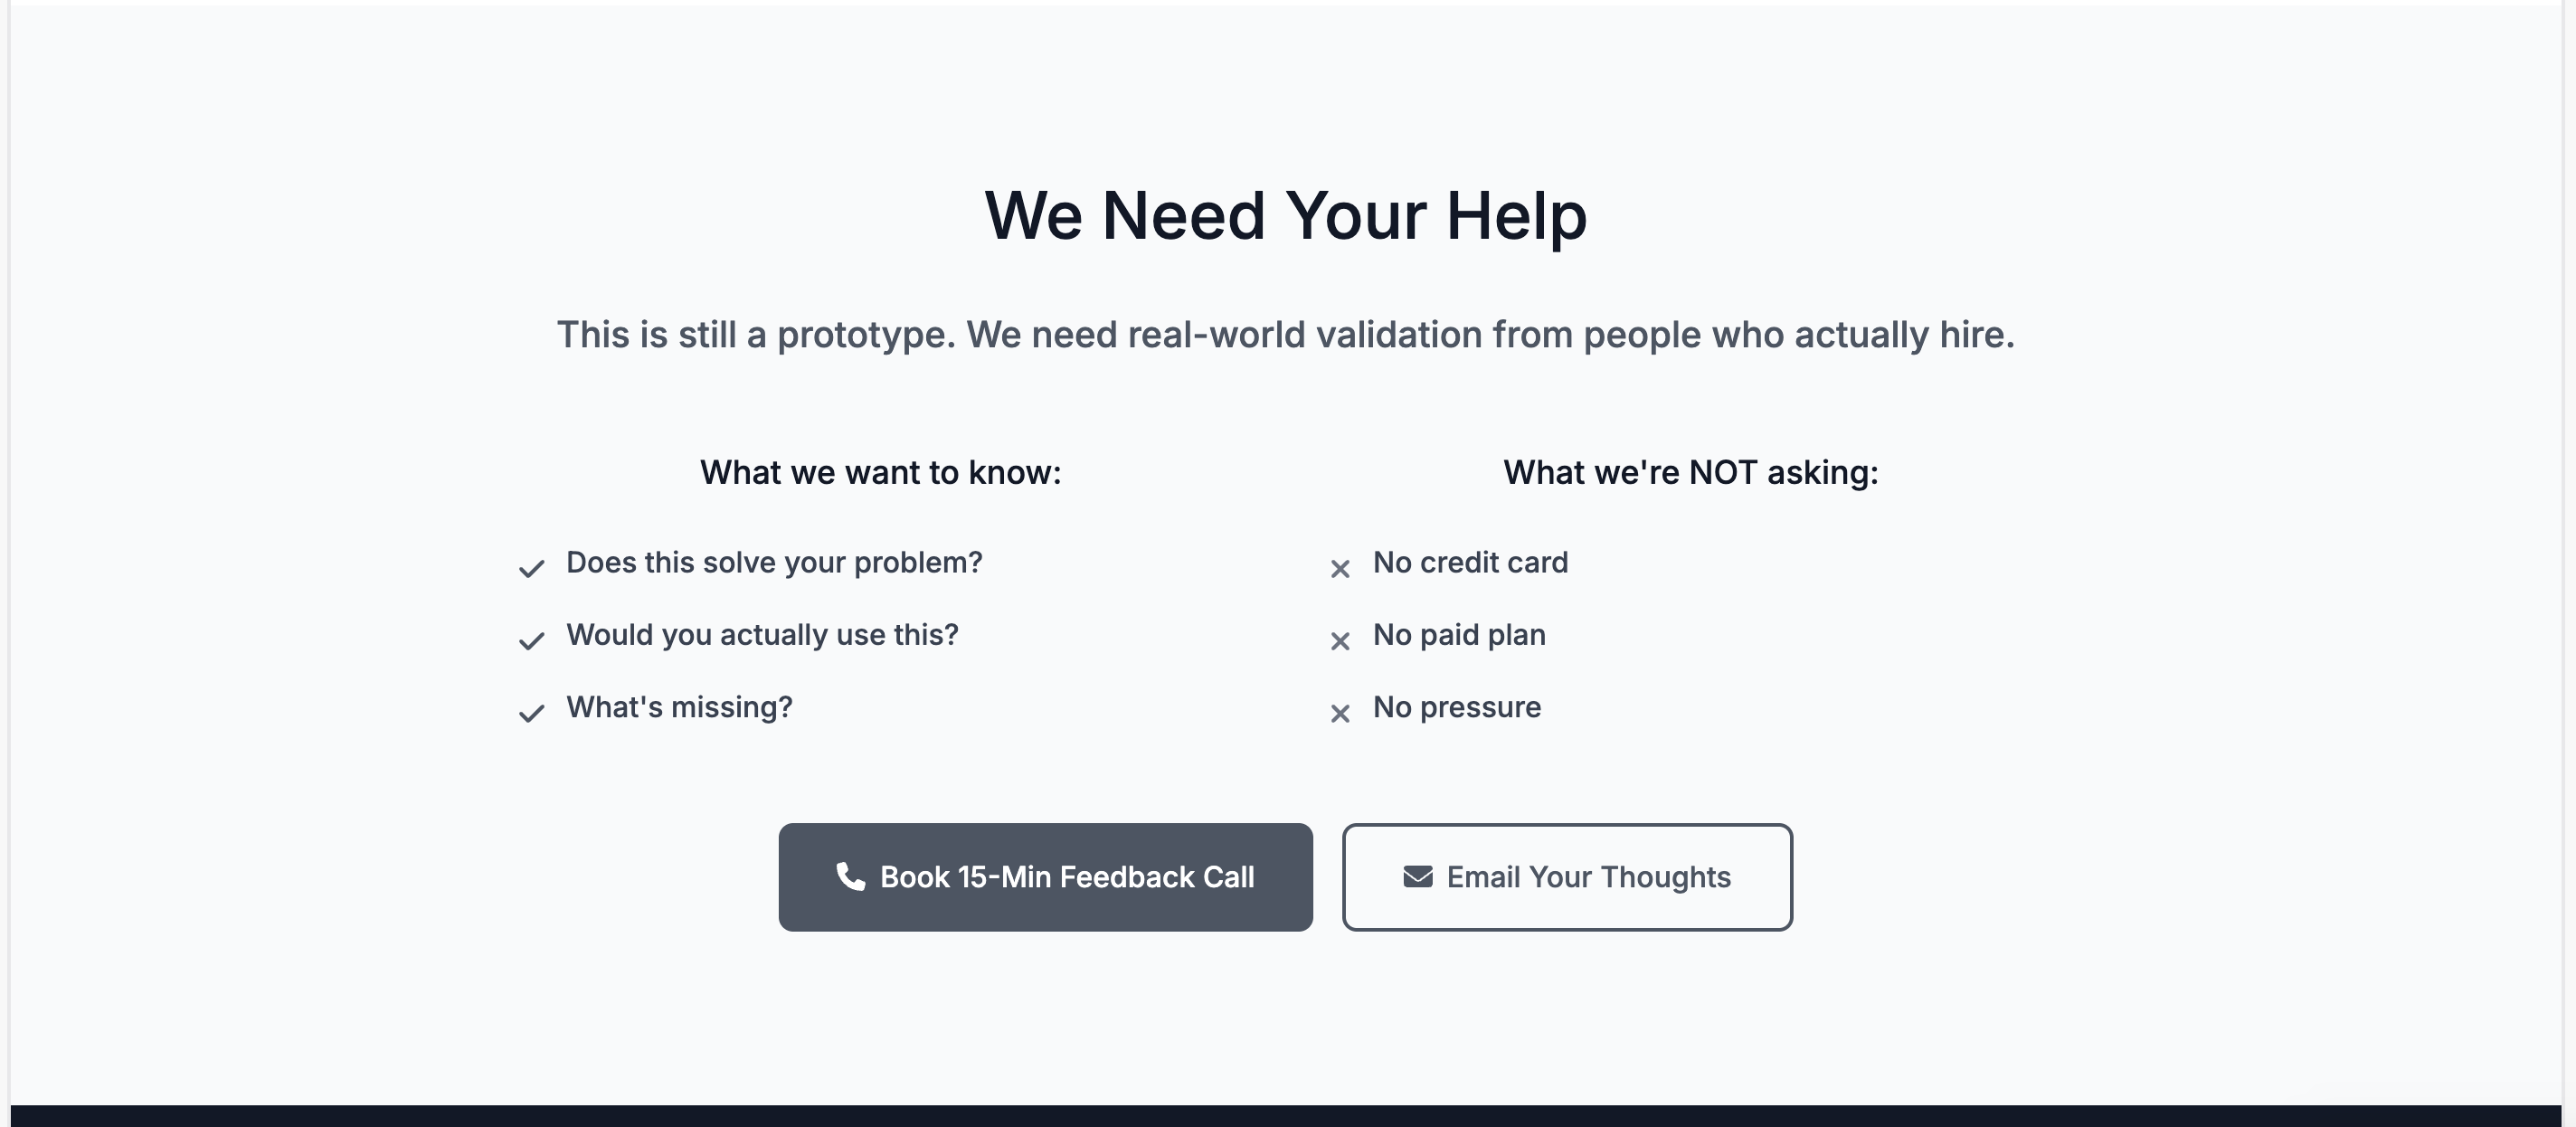 We Need Your Help
This is still a prototype. We need real-world validation from people who actually hire.
What we want to know:
Does this solve your problem?
Would you actually use this?
What's missing?
What we're NOT asking:
No credit card
No paid plan
No pressure
Book 15-Min Feedback Call
Email Your Thoughts